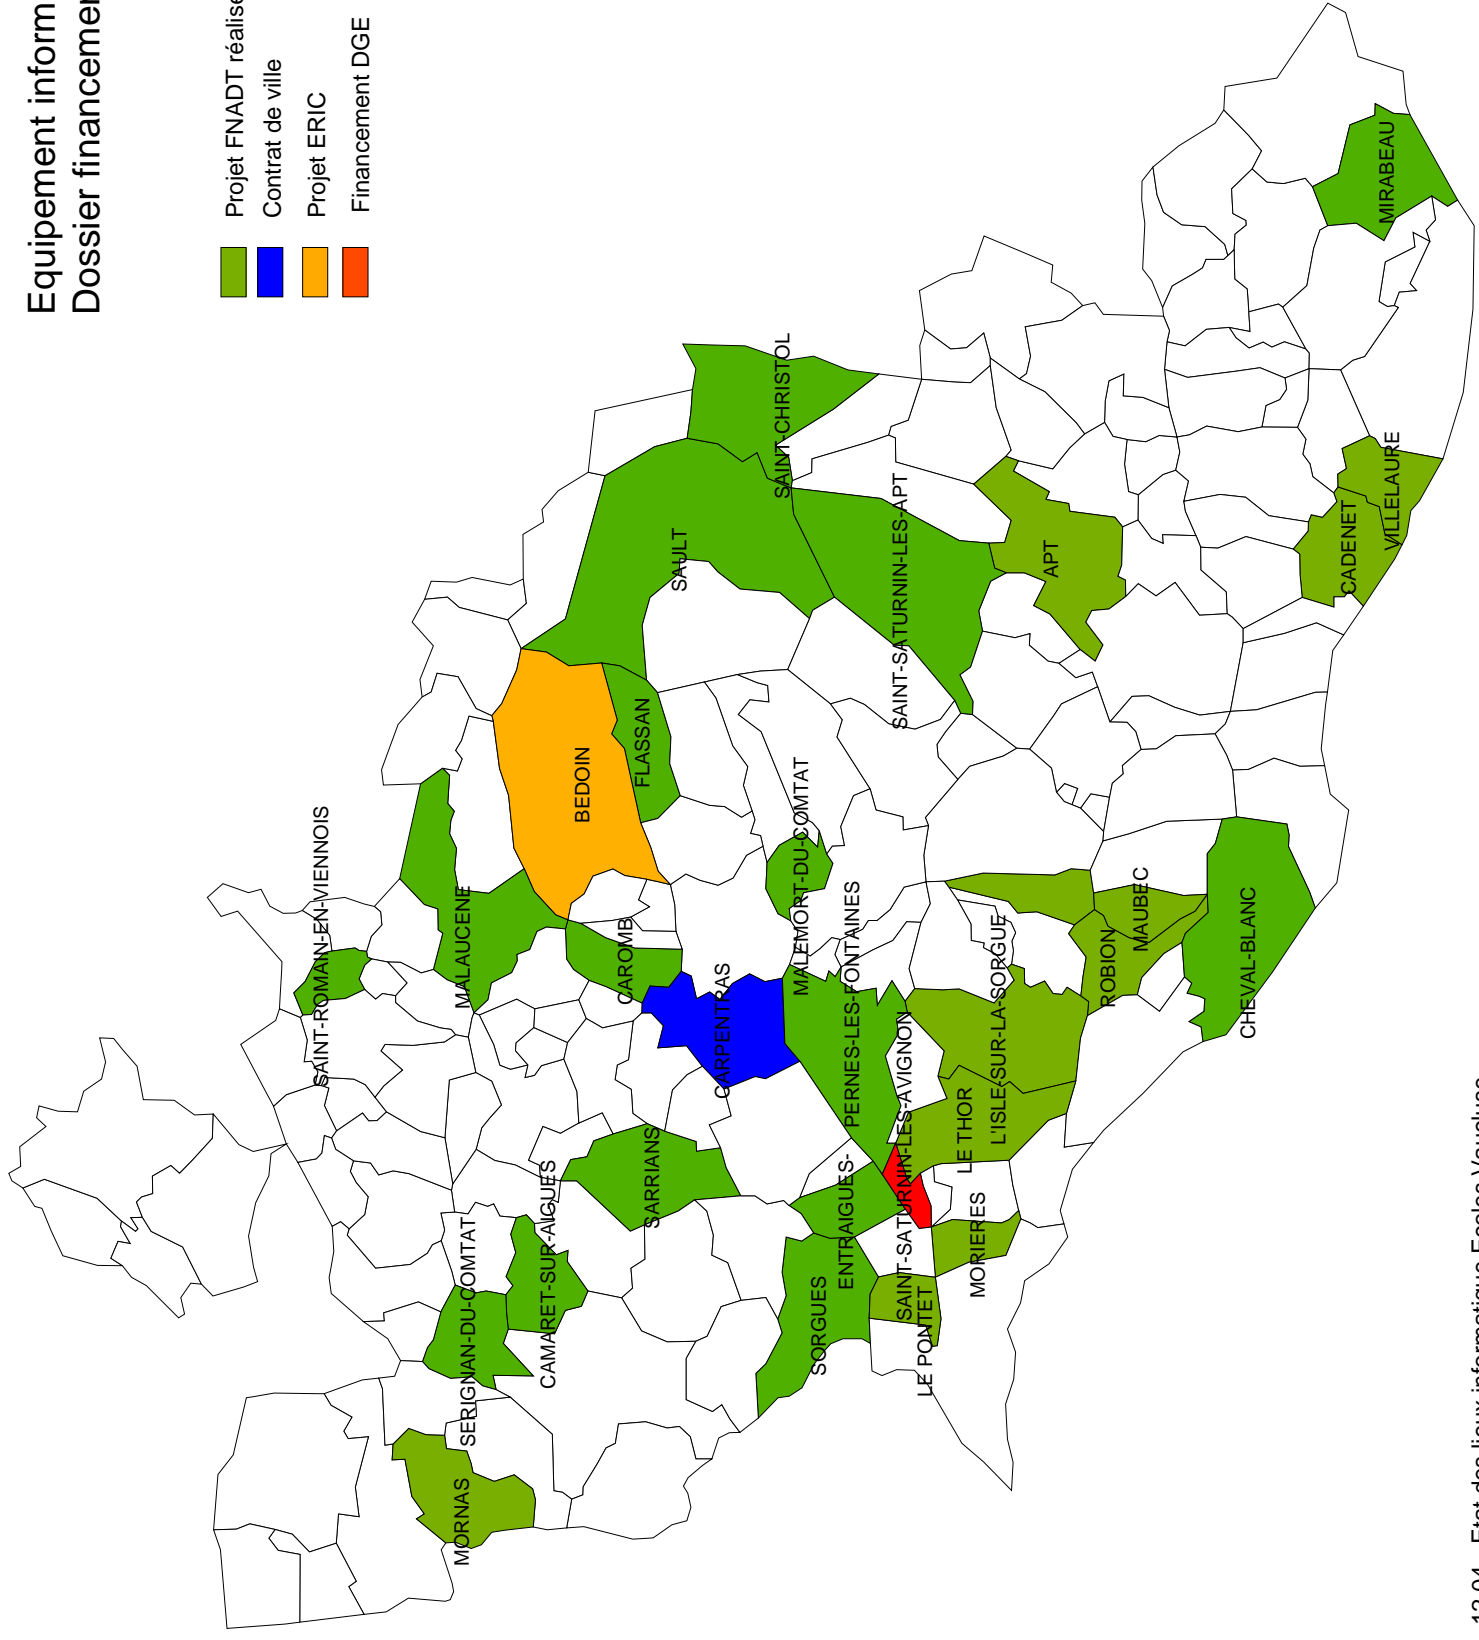 Equipement inform
Dossier financemen
Projet FNADT réalisé
Contrat de ville
Projet ERIC
Financement DGE
MORNAS
SERIGNAN-DU-COMTAT
CAMARET-SUR-AIGUES
SAINT-ROMAIN-EN-VIENNOIS
MALAUCENE
BEDOIN
FLASSAN
SAULT
SAINT-CHRISTOL
CAROMB
CARPENTRAS
SARRIANS
MALEMORT-DU-COMTAT
PERNES-LES-FONTAINES
SAINT-SATURNIN-LES-APT
SORGUES
ENTRAIGUES-
SAINT-SATURNIN-LES-AVIGNON
LE PONTET
MORIERES
LE THOR
L'ISLE-SUR-LA-SORGUE
ROBION
MAUBEC
CHEVAL-BLANC
APT
CADENET
VILLELAURE
MIRABEAU